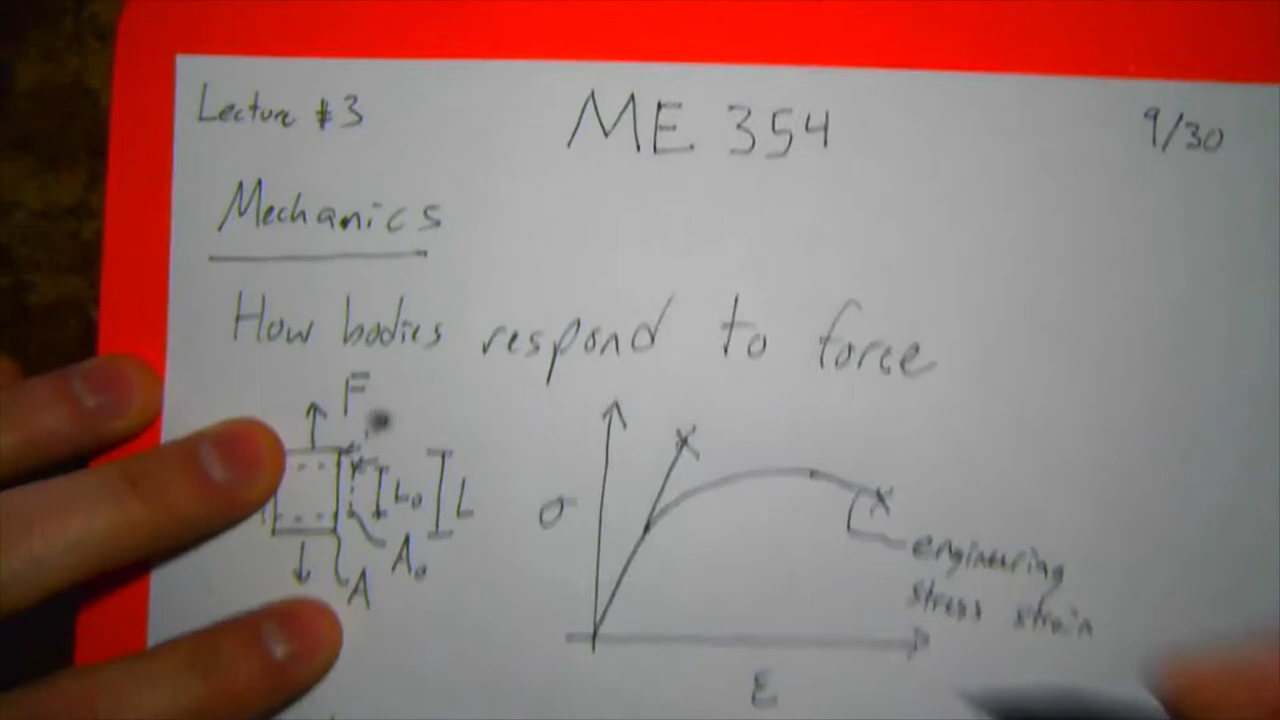 Lecture #3
ME 354
9/30
Mechanics
How bodies respond to force
F
L₀
L
A₀
A
σ
engineering
stress strain
ε